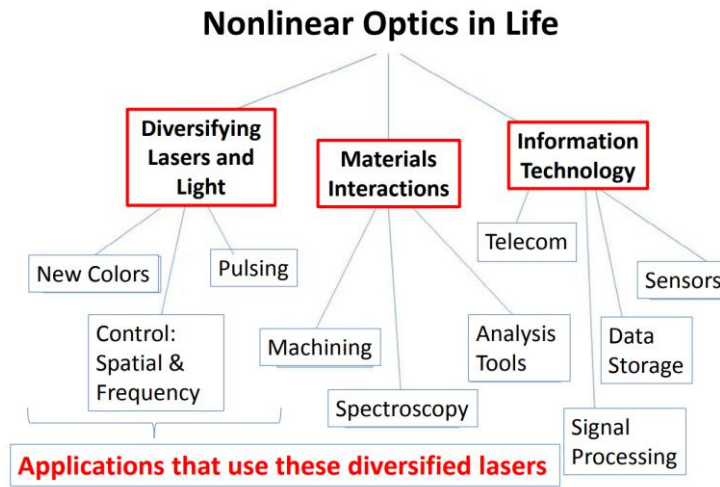 Nonlinear Optics in Life
Diversifying
Lasers and
Light
Materials
Interactions
Information
Technology
New Colors
Pulsing
Control:
Spatial &
Frequency
Machining
Spectroscopy
Analysis
Tools
Telecom
Sensors
Data
Storage
Signal
Processing
Applications that use these diversified lasers